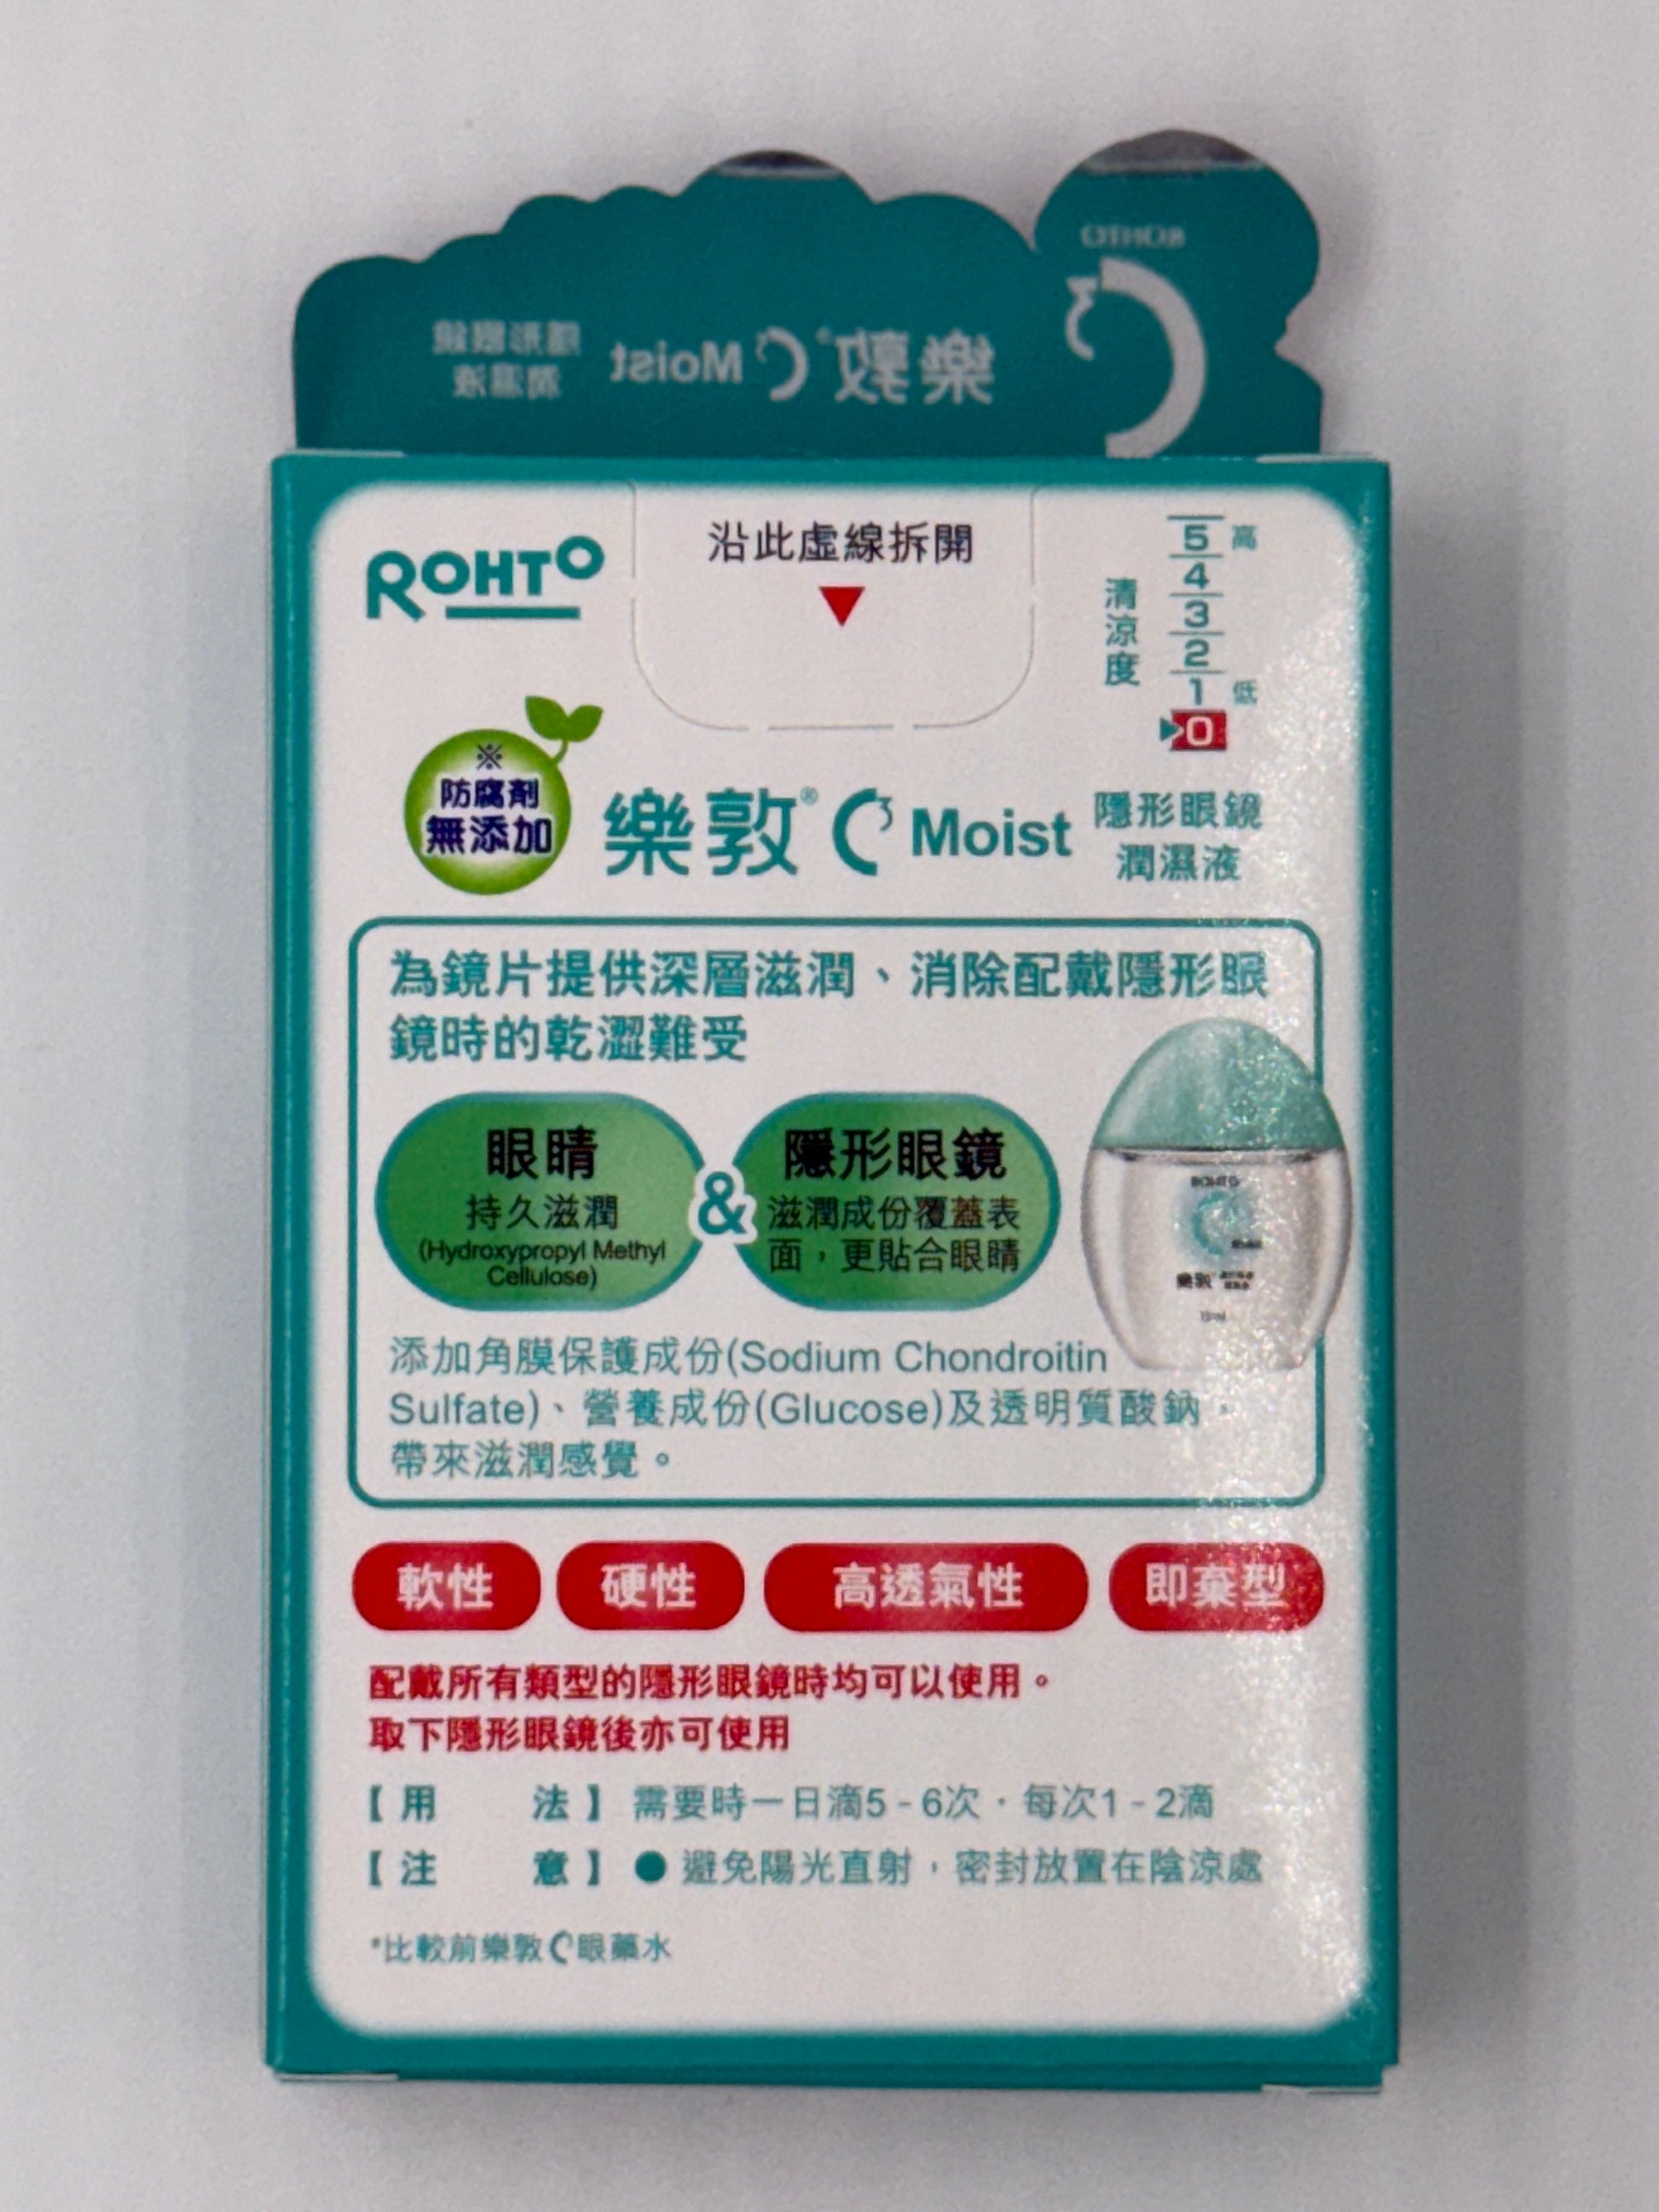 ROHTO
樂敦® C3 Moist
隱形眼鏡
潤濕液
ROHTO
沿此虛線拆開
清涼度
5 高
4
3
2
1 低
0
※
防腐劑
無添加
樂敦® C3 Moist
隱形眼鏡
潤濕液
為鏡片提供深層滋潤、消除配戴隱形眼
鏡時的乾澀難受
眼睛
持久滋潤
(Hydroxypropyl Methyl
Cellulose)
&
隱形眼鏡
滋潤成份覆蓋表
面，更貼合眼睛
ROHTO
樂敦
添加角膜保護成份(Sodium Chondroitin
Sulfate)、營養成份(Glucose)及透明質酸鈉，
帶來滋潤感覺。
軟性 硬性 高透氣性 即棄型
配戴所有類型的隱形眼鏡時均可以使用。
取下隱形眼鏡後亦可使用
【用 法】需要時一日滴5 - 6次，每次1 - 2滴
【注 意】● 避免陽光直射，密封放置在陰涼處
*比較前樂敦C3眼藥水